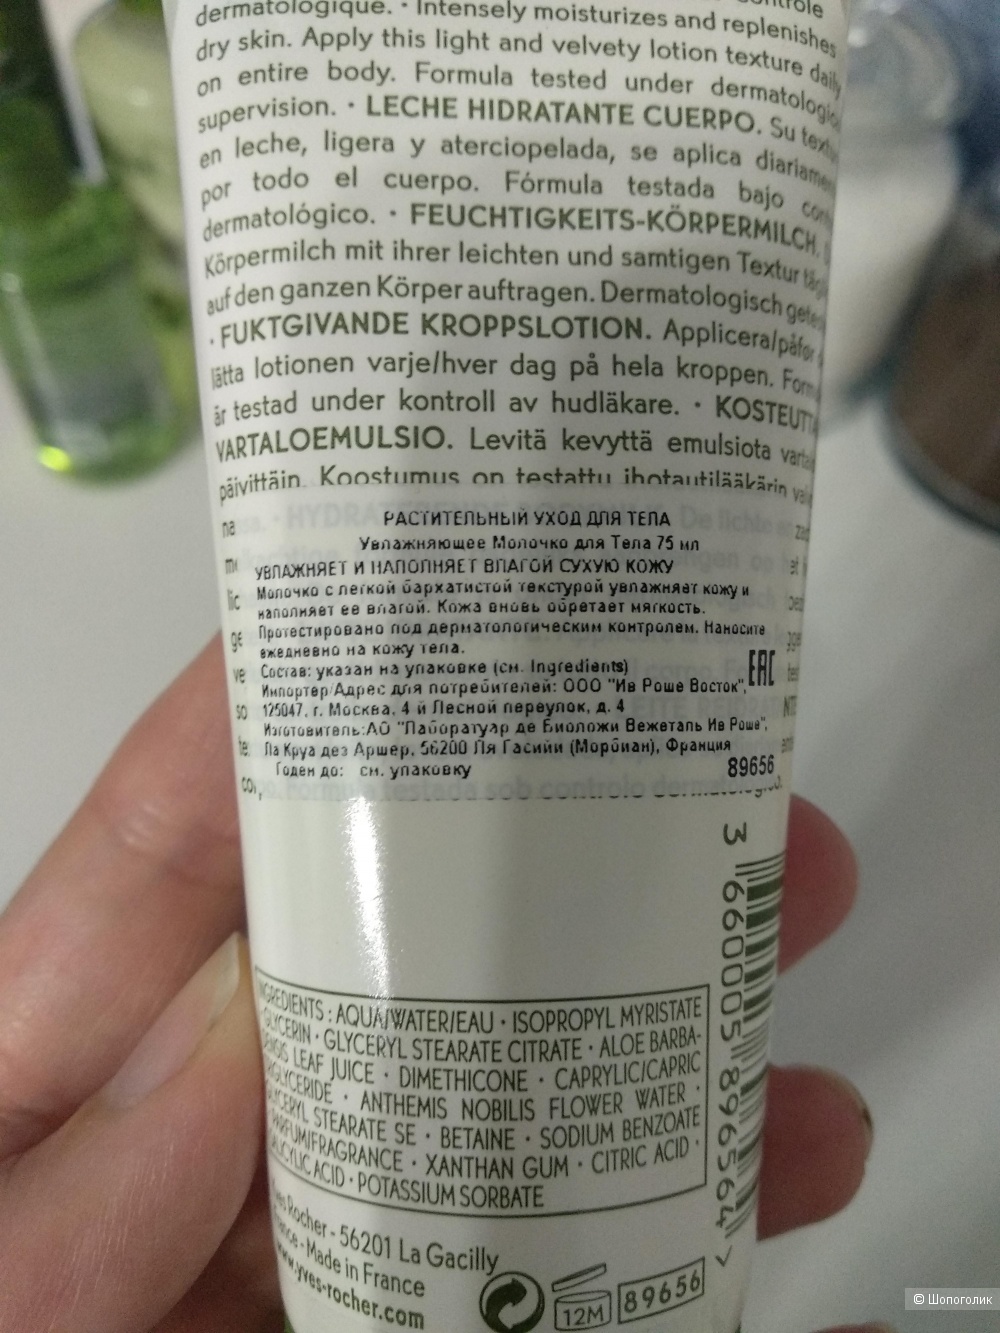 dermatologique. • Intensely moisturizes and replenishes
dry skin. Apply this light and velvety lotion texture daily
on entire body. Formula tested under
supervision. • LECHE HIDRATANTE CUERPO. Su
en leche, ligera y aterciopelada, se aplica
por todo el cuerpo. Fórmula testada bajo
dermatológico. • FEUCHTIGKEITS-KÖRPERMILCH.
Körpermilch mit ihrer leichten und samtigen Textur
auf den ganzen Körper auftragen. Dermatologisch
• FUKTGIVANDE KROPPSLOTION. Applicera/påfør
lätta lotionen varje/hver dag på hela kroppen.
är testad under kontroll av hudläkare. •
VARTALOEMULSIO. Levitä kevyttä emulsiota
päivittäin. Koostumus on testattu ihotautilääkärin
РАСТИТЕЛЬНЫЙ УХОД ДЛЯ ТЕЛА
Увлажняющее Молочко для Тела 75 мл
УВЛАЖНЯЕТ И НАПОЛНЯЕТ ВЛАГОЙ СУХУЮ КОЖУ
Молочко с легкой бархатистой текстурой увлажняет кожу и
наполняет ее влагой. Кожа вновь обретает мягкость.
Протестировано под дерматологическим контролем. Наносите
ежедневно на кожу тела.
Состав: указан на упаковке (см. Ingredients)
Импортер/Адрес для потребителей: ООО "Ив Роше Восток",
125047, г. Москва, 4 й Лесной переулок, д. 4
Изготовитель:АО "Лаборатуар де Биоложи Вежеталь Ив Роше",
Ла Круа дез Аршер, 56200 Ля Гасийи (Морбиан), Франция
Годен до: см. упаковку
89656
EAC
3 660005 896564 >
INGREDIENTS : AQUA/WATER/EAU • ISOPROPYL MYRISTATE
GLYCERIN • GLYCERYL STEARATE CITRATE • ALOE BARBA-
DENSIS LEAF JUICE • DIMETHICONE • CAPRYLIC/CAPRIC
TRIGLYCERIDE • ANTHEMIS NOBILIS FLOWER WATER •
GLYCERYL STEARATE SE • BETAINE • SODIUM BENZOATE
PARFUM/FRAGRANCE • XANTHAN GUM • CITRIC ACID •
SALICYLIC ACID • POTASSIUM SORBATE
Yves Rocher - 56201 La Gacilly
France - Made in France
www.yves-rocher.com
12M
89656
© Шопоголик